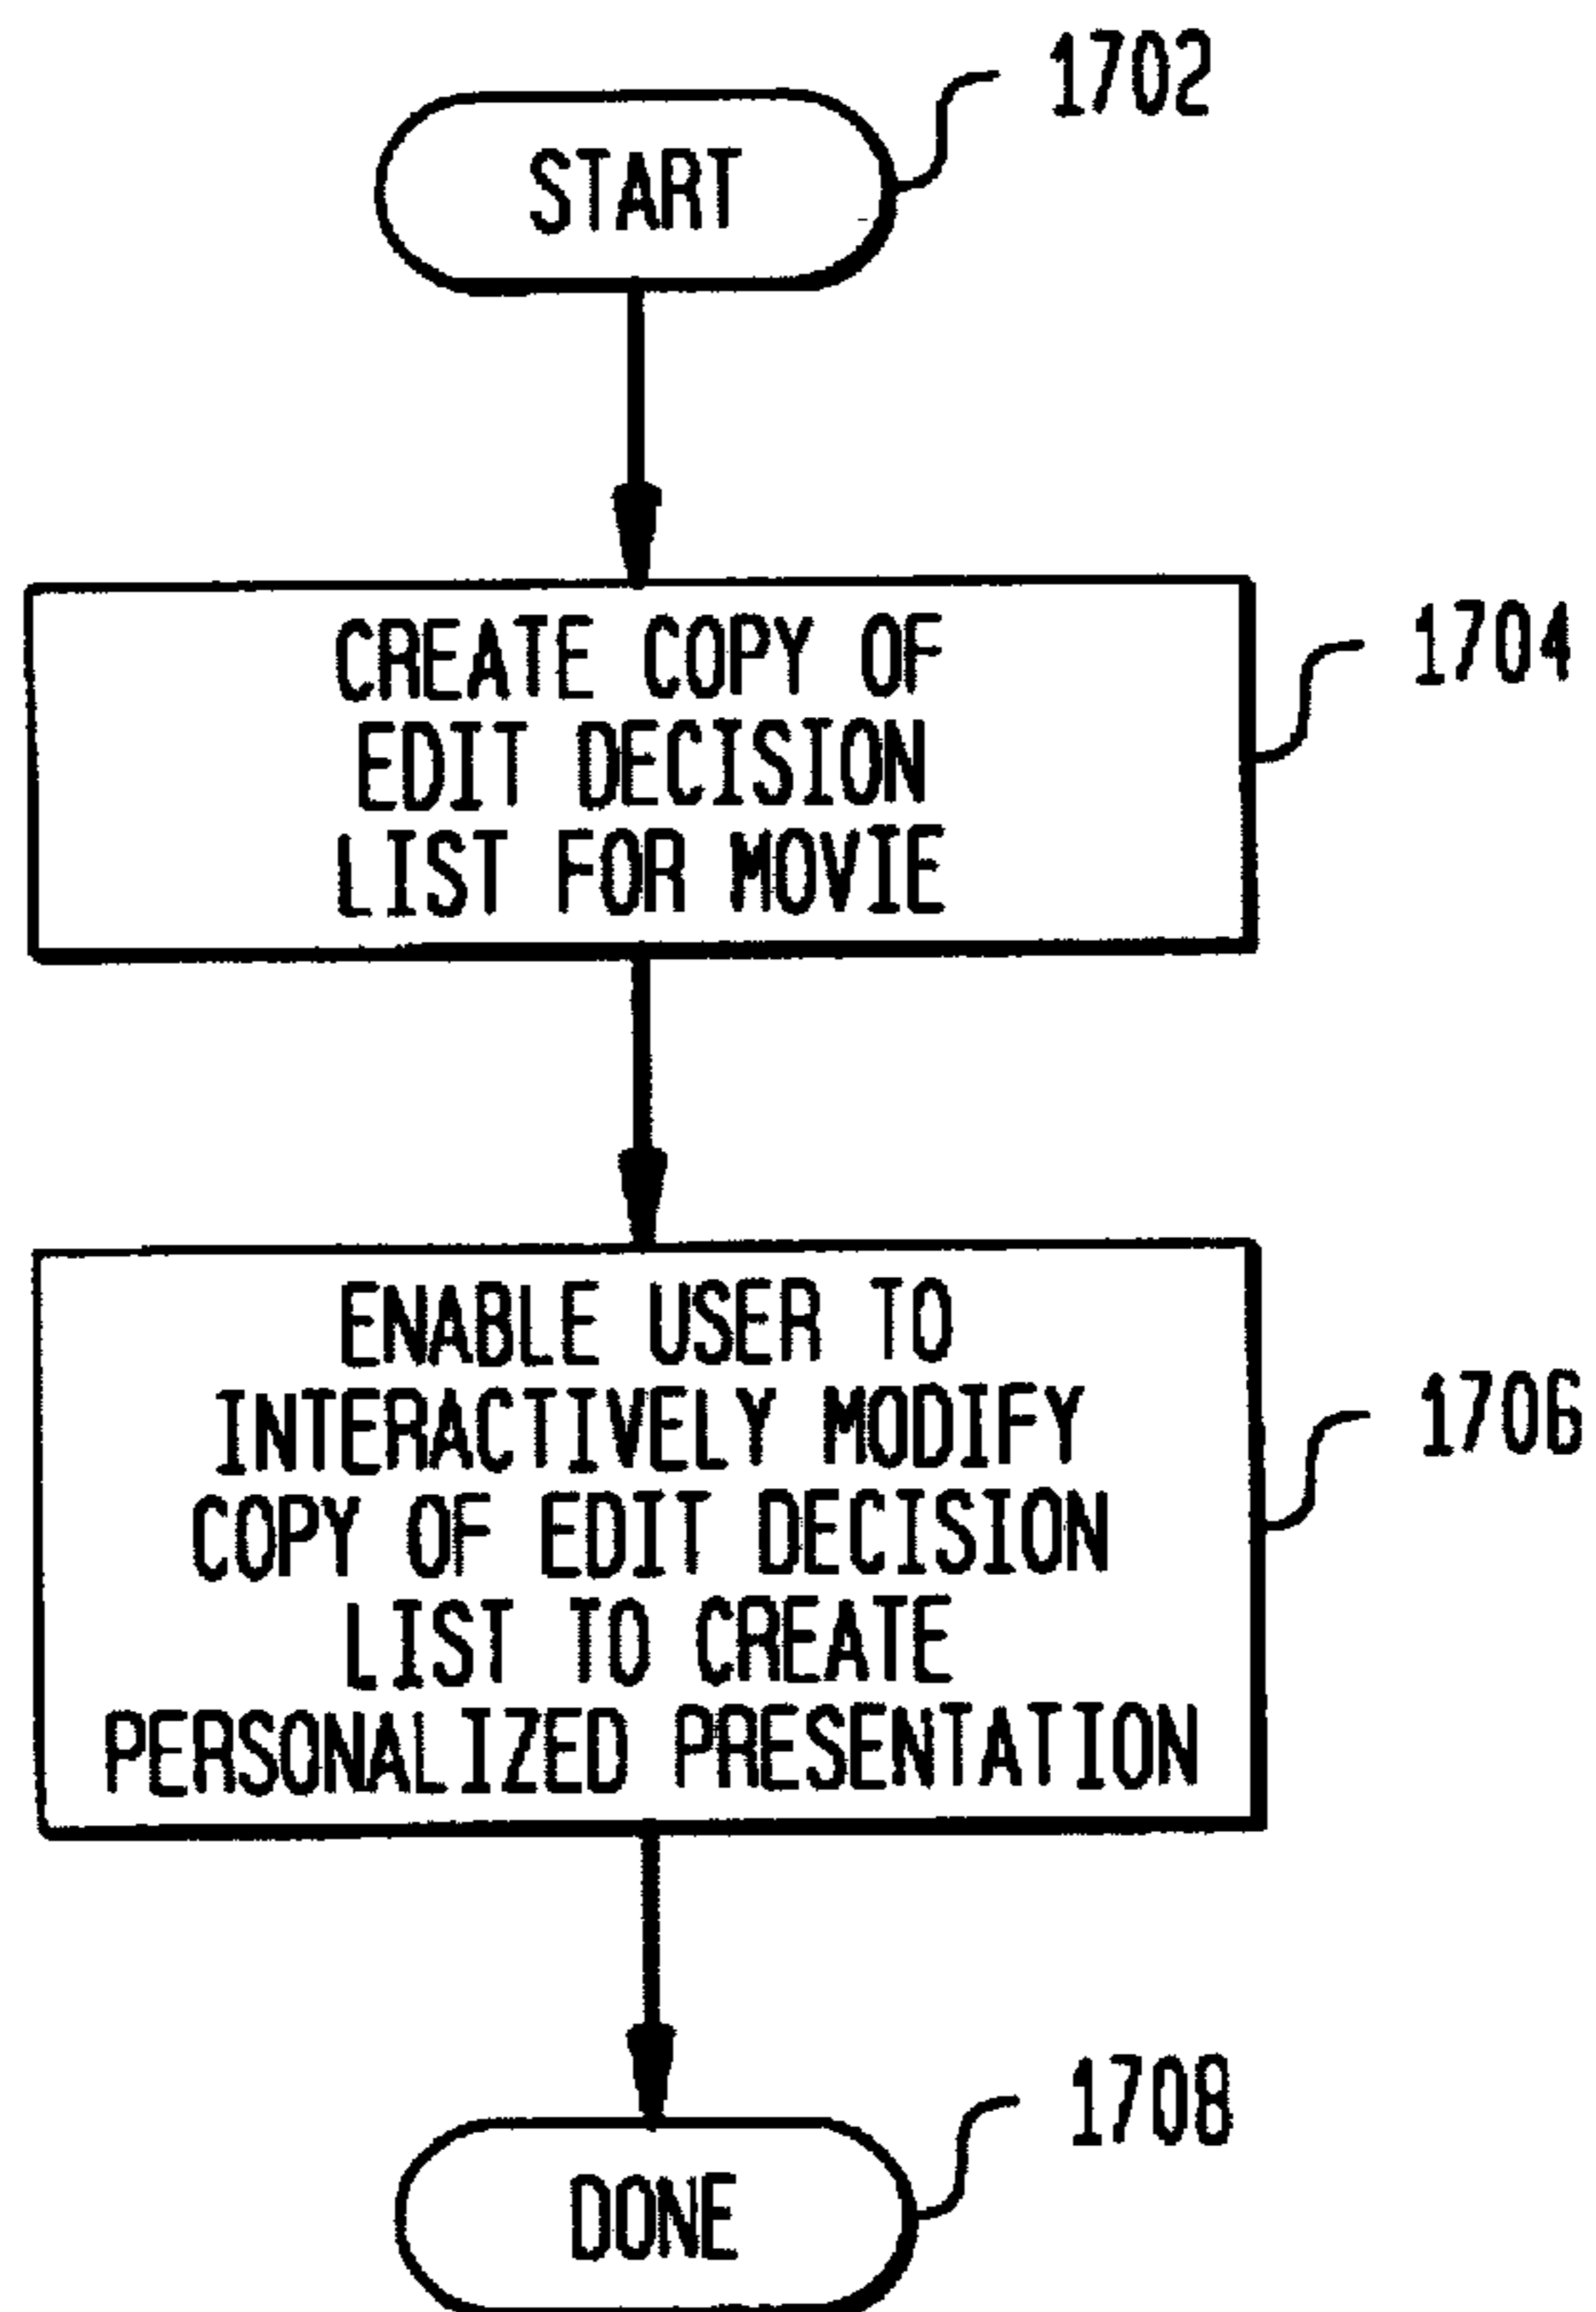 1702
START
CREATE COPY OF
EDIT DECISION
LIST FOR MOVIE
1704
ENABLE USER TO
INTERACTIVELY MODIFY
COPY OF EDIT DECISION
LIST TO CREATE
PERSONALIZED PRESENTATION
1706
1708
DONE